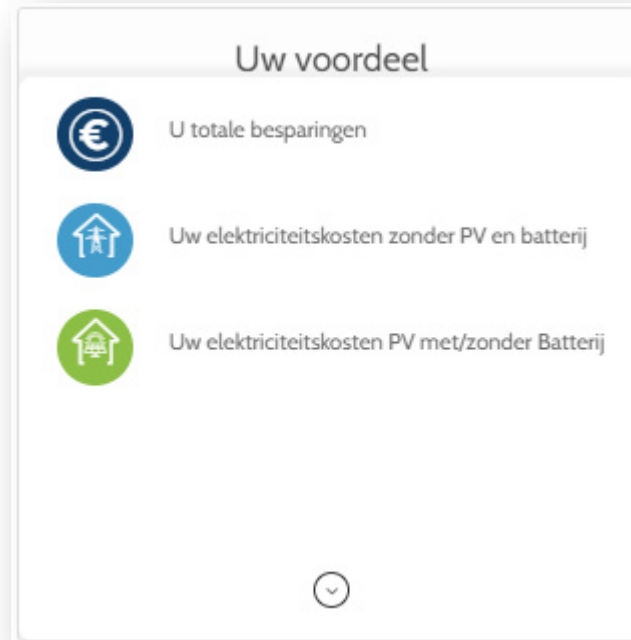 Uw voordeel
U totale besparingen
Uw elektriciteitskosten zonder PV en batterij
Uw elektriciteitskosten PV met/zonder Batterij